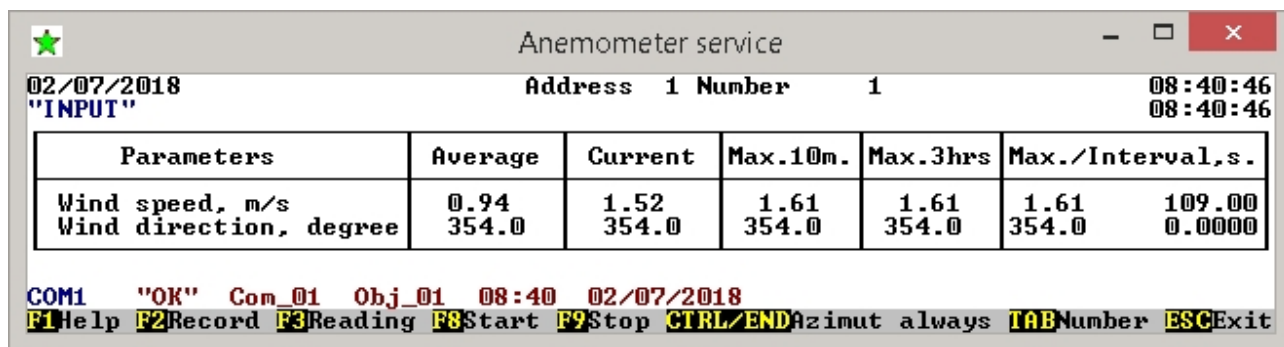 Anemometer service
02/07/2018 Address 1 Number 1 08:40:46
"INPUT" 08:40:46
Parameters Average Current Max.10m. Max.3hrs Max./Interval,s.
Wind speed, m/s 0.94 1.52 1.61 1.61 1.61 109.00
Wind direction, degree 354.0 354.0 354.0 354.0 354.0 0.0000
COM1 "OK" Com_01 Obj_01 08:40 02/07/2018
F1Help F2Record F3Reading F8Start F9Stop CTRL/ENDAzimut always TABNumber ESCExit